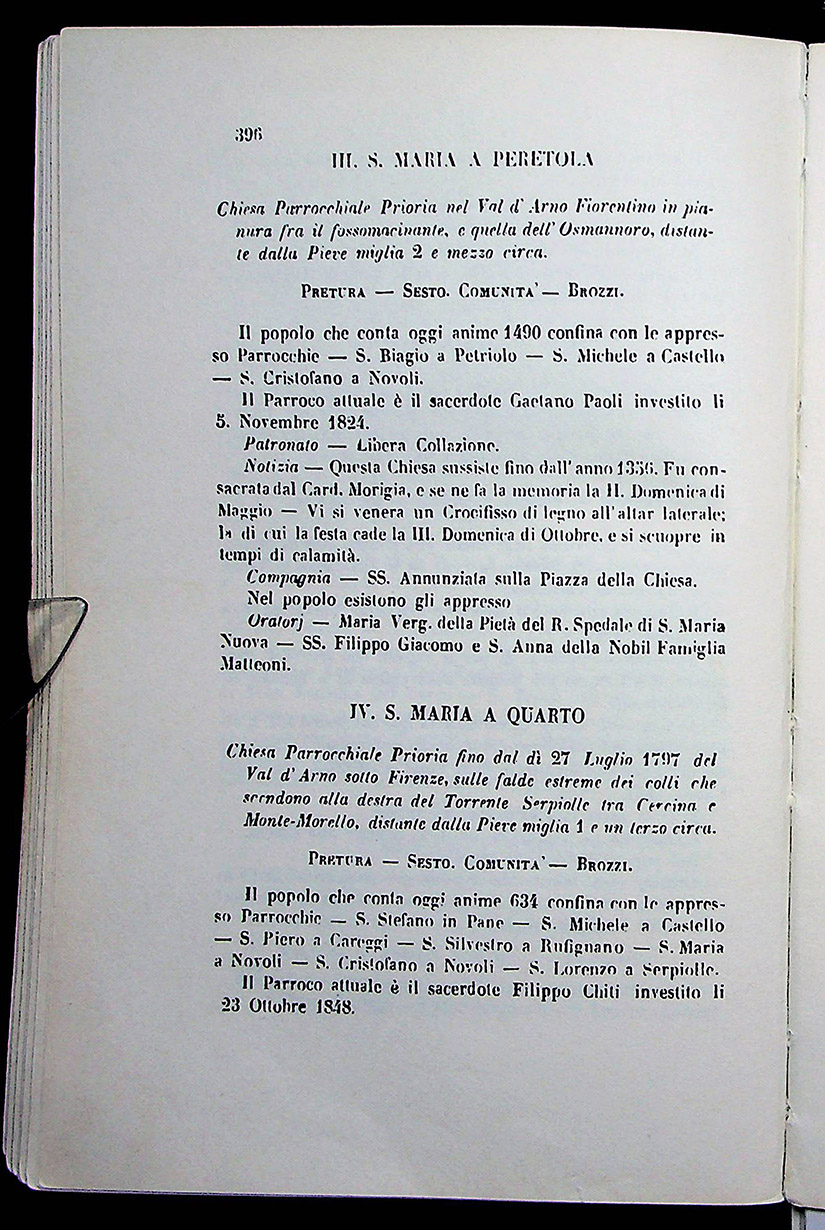 396
III. S. MARIA A PERETOLA
Chiesa Parrocchiale Prioria nel Val d' Arno Fiorentino in pia-
nura fra il fossomacinante, e quella dell' Osmannoro, distan-
te dalla Pieve miglia 2 e mezzo circa.
PRETURA — SESTO. COMUNITA' — BROZZI.
Il popolo che conta oggi anime 1490 confina con le appres-
so Parrocchie — S. Biagio a Petriolo — S. Michele a Castello
— S. Cristofano a Novoli.
Il Parroco attuale è il sacerdote Gaetano Paoli investito li
5. Novembre 1824.
Patronato — Libera Collazione.
Notizia — Questa Chiesa sussiste fino dall' anno 1356. Fu con-
sacrata dal Card. Morigia, e se ne fa la memoria la II. Domenica di
Maggio — Vi si venera un Crocifisso di legno all' altar laterale;
la di cui la festa cade la III. Domenica di Ottobre, e si scuopre in
tempi di calamità.
Compagnia — SS. Annunziata sulla Piazza della Chiesa.
Nel popolo esistono gli appresso
Oratorj — Maria Verg. della Pietà del R. Spedale di S. Maria
Nuova — SS. Filippo Giacomo e S. Anna della Nobil Famiglia
Matteoni.
IV. S. MARIA A QUARTO
Chiesa Parrocchiale Prioria fino dal dì 27 Luglio 1797 del
Val d' Arno sotto Firenze, sulle falde estreme dei colli che
scendono alla destra del Torrente Serpiolle tra Cercina e
Monte-Morello, distante dalla Pieve miglia 1 e un terzo circa.
PRETURA — SESTO. COMUNITA' — BROZZI.
Il popolo che conta oggi anime 634 confina con le appres-
so Parrocchie — S. Stefano in Pane — S. Michele a Castello
— S. Piero a Careggi — S. Silvestro a Rufignano — S. Maria
a Novoli — S. Cristofano a Novoli — S. Lorenzo a Serpiolle.
Il Parroco attuale è il sacerdote Filippo Chiti investito li
23 Ottobre 1848.